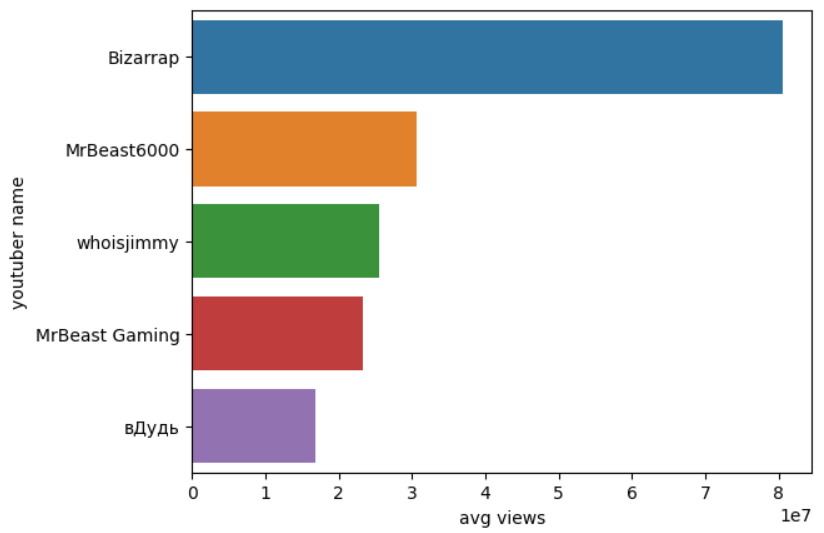 Bizarrap
MrBeast6000
whoisjimmy
MrBeast Gaming
вДудь
youtuber name
0 1 2 3 4 5 6 7 8
1e7
avg views